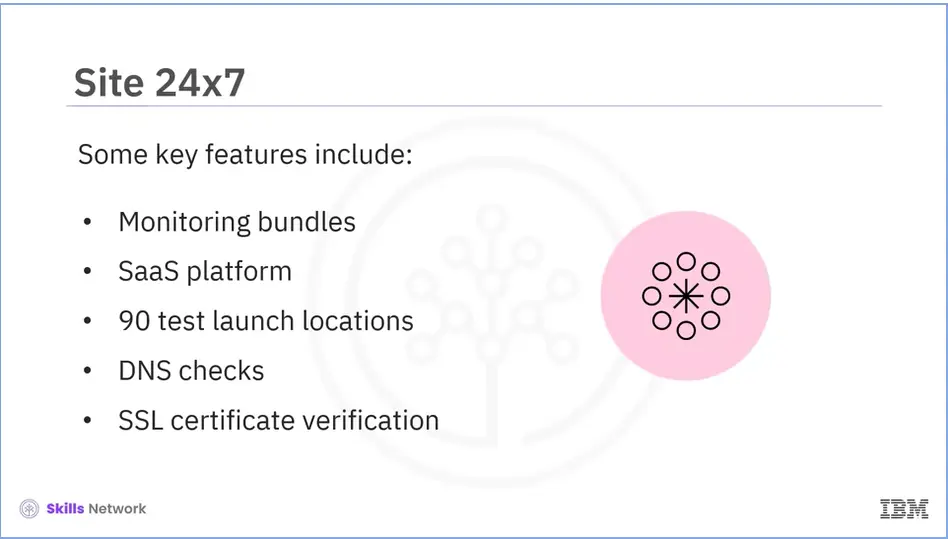 Site 24x7
Some key features include:
• Monitoring bundles
• SaaS platform
• 90 test launch locations
• DNS checks
• SSL certificate verification
Skills Network
IBM